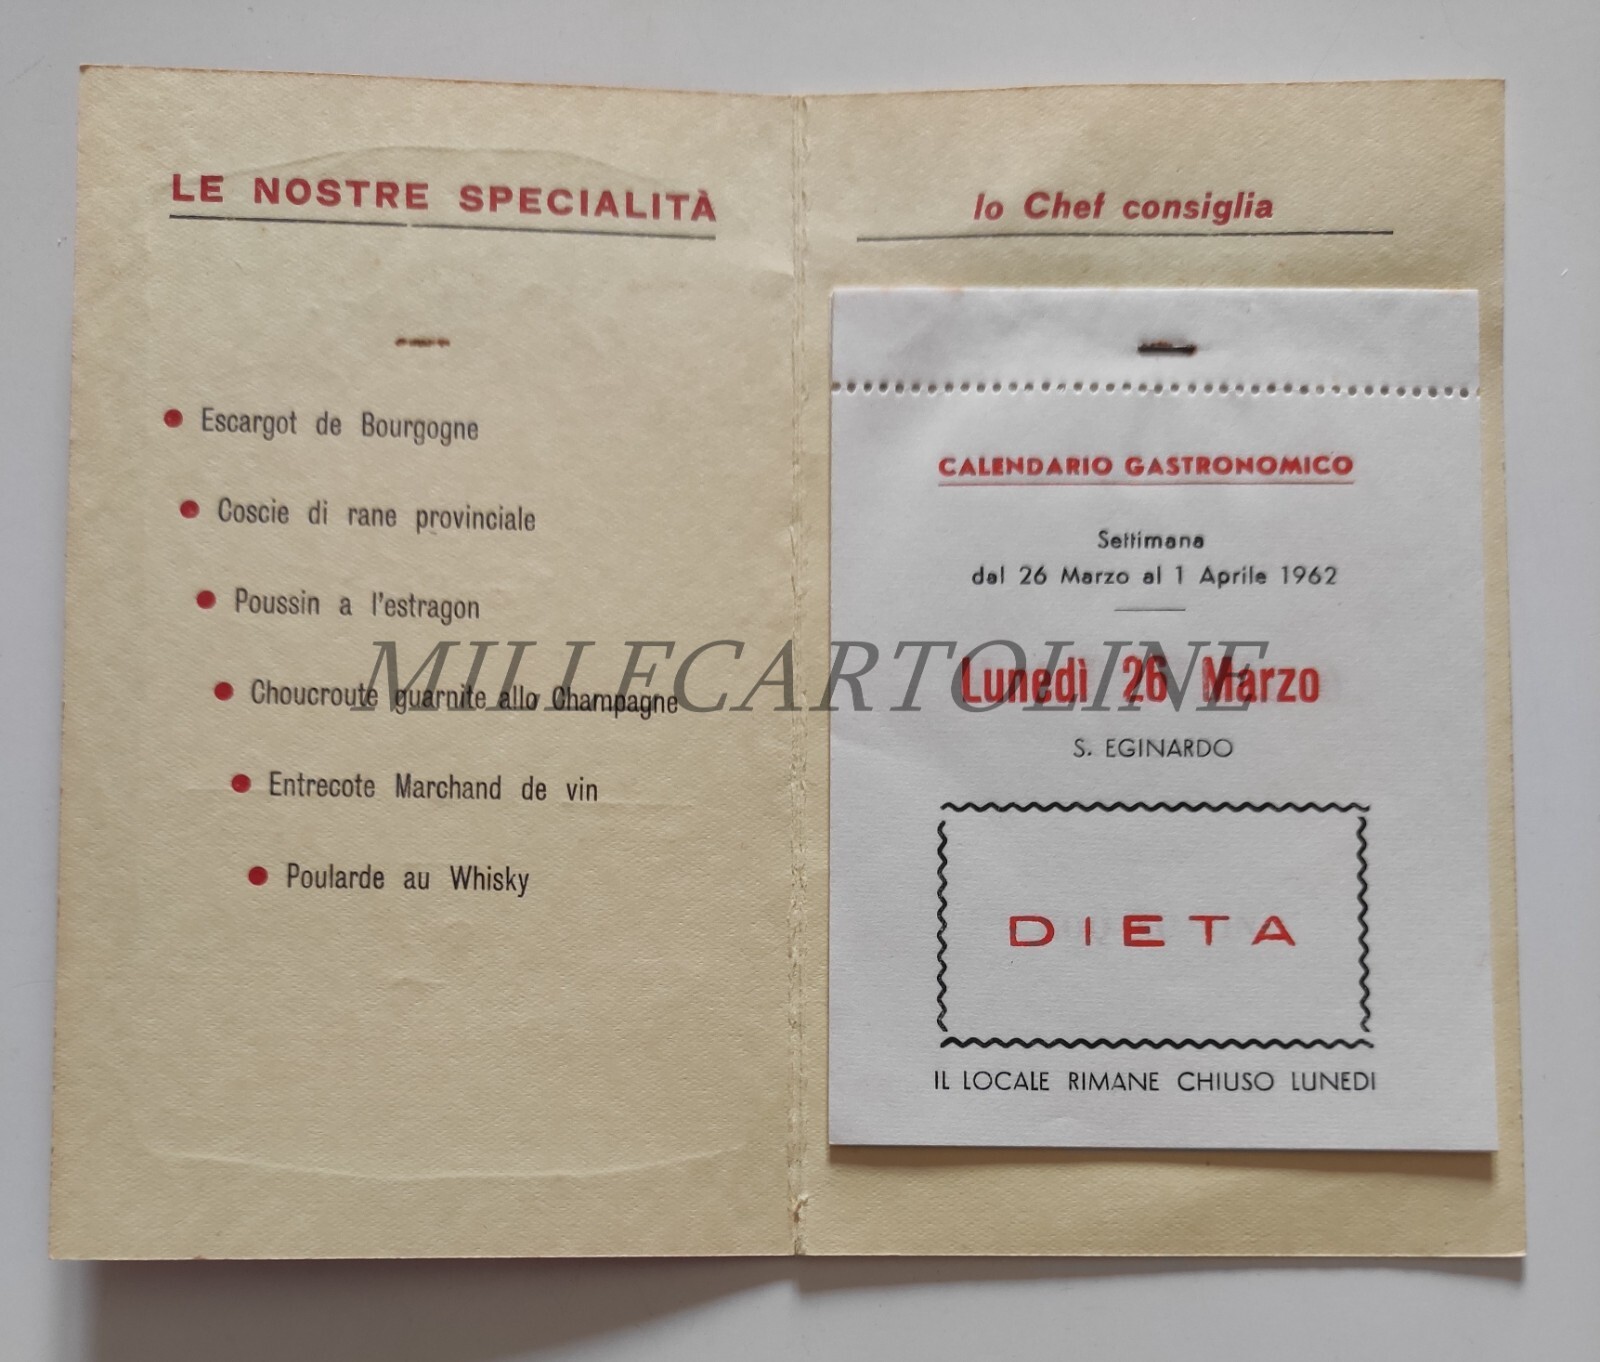 LE NOSTRE SPECIALITÀ
Escargot de Bourgogne
Coscie di rane provinciale
Poussin a l'estragon
Choucroute guarnite allo Champagne
Entrecote Marchand de vin
Poularde au Whisky
lo Chef consiglia
CALENDARIO GASTRONOMICO
Settimana
dal 26 Marzo al 1 Aprile 1962
Lunedì 26 Marzo
S. EGINARDO
DIETA
IL LOCALE RIMANE CHIUSO LUNEDI
MILLECARTOLINE